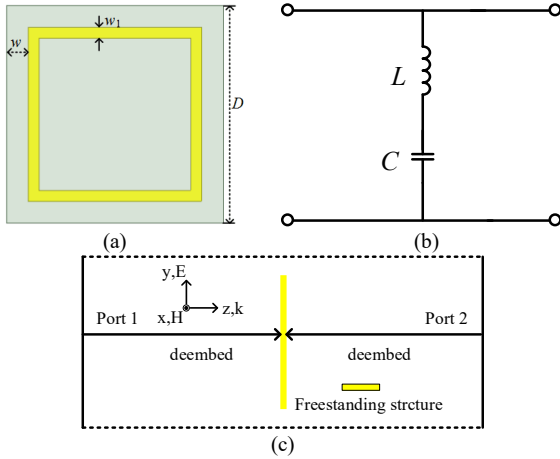 w
w₁
D
(a)
L
C
(b)
y,E
x,H
z,k
Port 1
Port 2
deembed
deembed
Freestanding strcture
(c)